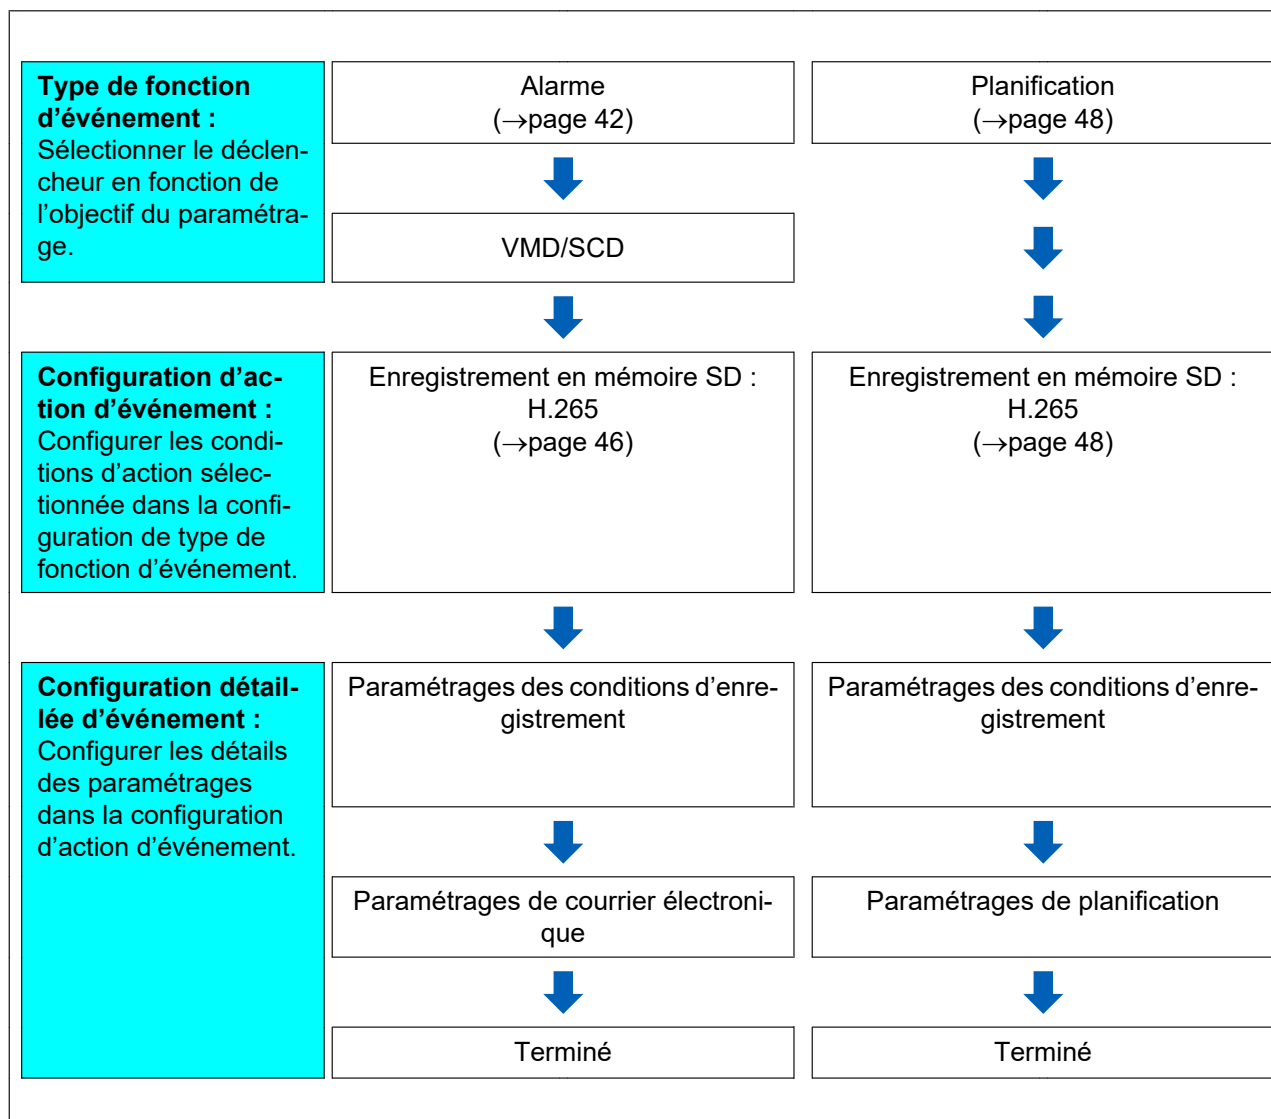 Type de fonction
d’événement :
Sélectionner le déclen-
cheur en fonction de
l’objectif du paramétra-
ge.
Alarme
(→page 42)
Planification
(→page 48)
VMD/SCD
Configuration d’ac-
tion d’événement :
Configurer les condi-
tions d’action sélec-
tionnée dans la confi-
guration de type de
fonction d’événement.
Enregistrement en mémoire SD :
H.265
(→page 46)
Enregistrement en mémoire SD :
H.265
(→page 48)
Configuration détail-
lée d’événement :
Configurer les détails
des paramétrages
dans la configuration
d’action d’événement.
Paramétrages des conditions d’enre-
gistrement
Paramétrages des conditions d’enre-
gistrement
Paramétrages de courrier électroni-
que
Paramétrages de planification
Terminé
Terminé